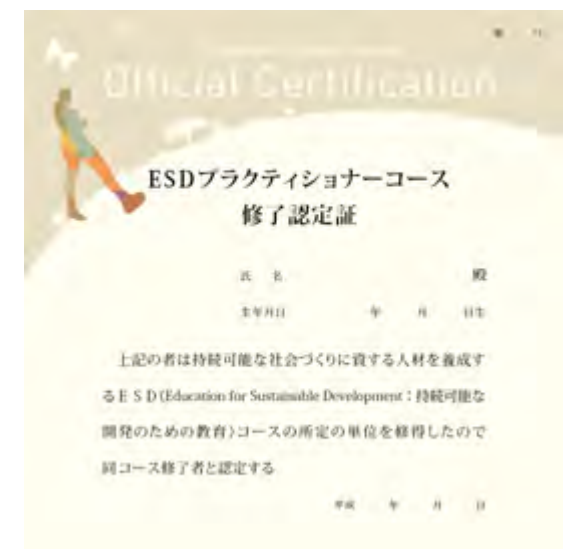 第　号
Official Certification
ESDプラクティショナーコース
修了認定証
氏　名　殿
生年月日　年　月　日生
上記の者は持続可能な社会づくりに資する人材を養成す
るＥＳＤ(Education for Sustainable Development：持続可能な
開発のための教育)コースの所定の単位を修得したので
同コース修了者と認定する
平成　年　月　日